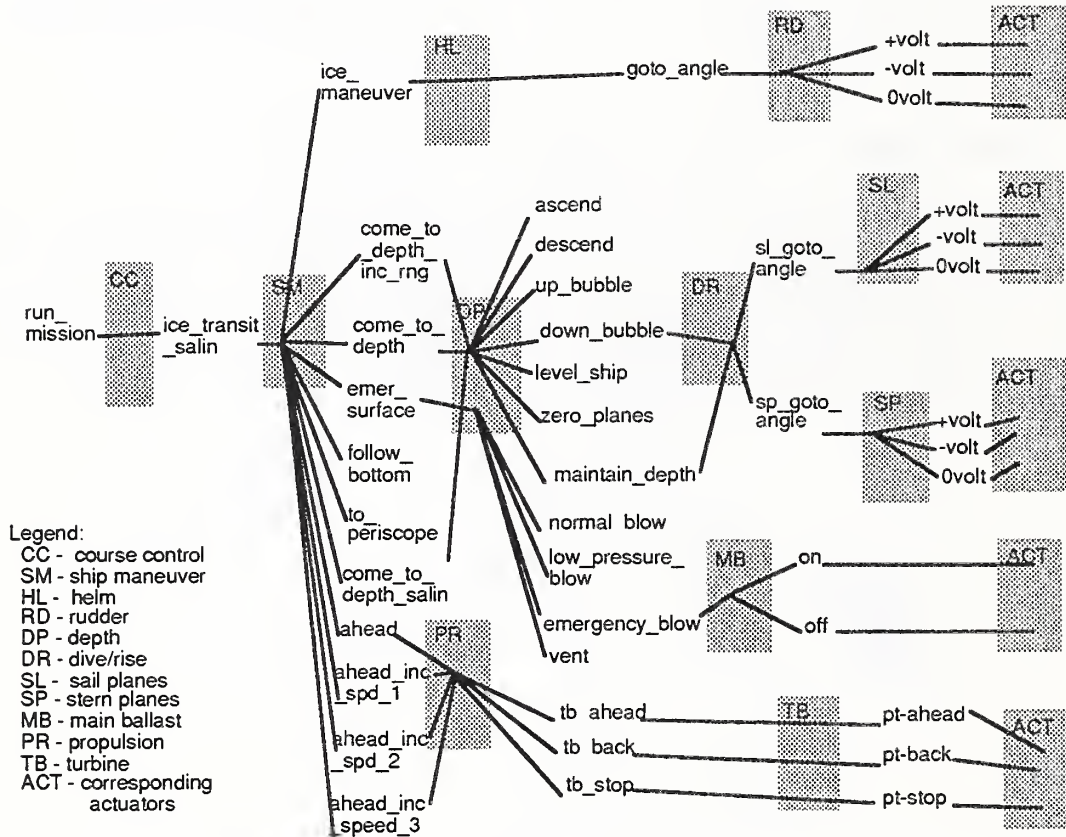 HL
RD
ACT
ice_
maneuver
goto_angle
+volt
-volt
0volt
SL
ACT
ascend
come_to
_depth_
inc_rng
descend
sl_goto_
angle
+volt
-volt
0volt
CC
SM
up_bubble
DR
DP
run_
mission
ice_transit
_salin
come_to_
depth
down_bubble
level_ship
ACT
emer_
surface
zero_planes
sp_goto_
angle
SP
+volt
-volt
0volt
follow_
bottom
maintain_depth
to_
periscope
normal blow
low_pressure_
blow
MB
on
ACT
come_to_
depth_salin
emergency_blow
off
ahead
PR
vent
ahead_inc
_spd_1
tb ahead
TB
pt-ahead
ACT
ahead_inc
_spd_2
tb back
pt-back
tb_stop
pt-stop
ahead_inc
_speed_3
Legend:
CC - course control
SM - ship maneuver
HL - helm
RD - rudder
DP - depth
DR - dive/rise
SL - sail planes
SP - stern planes
MB - main ballast
PR - propulsion
TB - turbine
ACT - corresponding
actuators